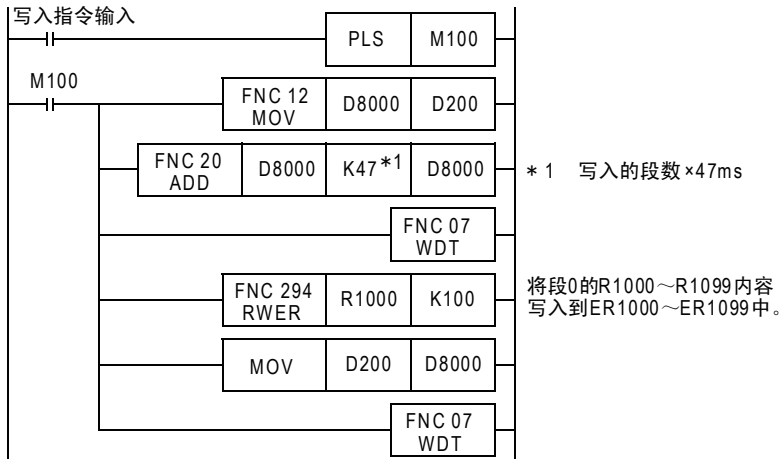 写入指令输入
PLS M100
M100
FNC 12 MOV D8000 D200
FNC 20 ADD D8000 K47*1 D8000
*1 写入的段数×47ms
FNC 07 WDT
FNC 294 RWER R1000 K100
将段0的R1000～R1099内容
写入到ER1000～ER1099中。
MOV D200 D8000
FNC 07 WDT